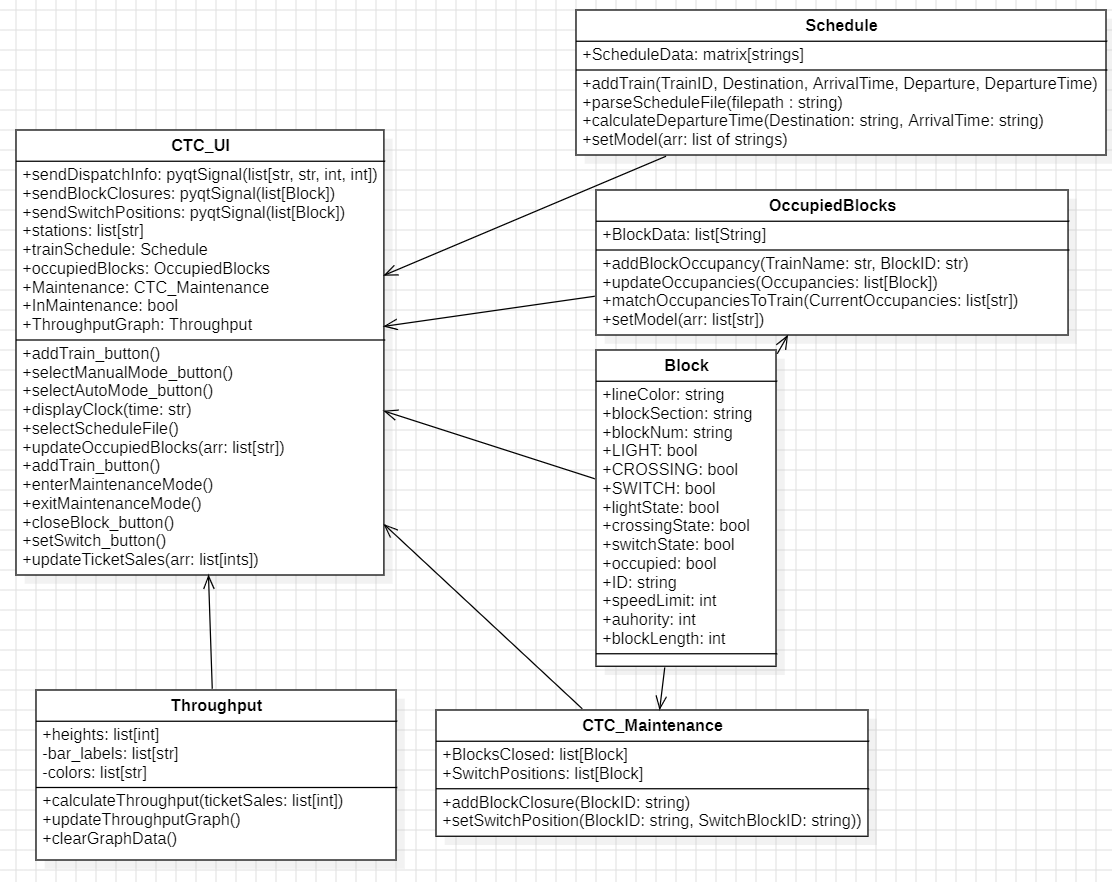 Schedule
+ScheduleData: matrix[strings]
+addTrain(TrainID, Destination, ArrivalTime, Departure, DepartureTime)
+parseScheduleFile(filepath : string)
+calculateDepartureTime(Destination: string, ArrivalTime: string)
+setModel(arr: list of strings)
CTC_UI
+sendDispatchInfo: pyqtSignal(list[str, str, int, int])
+sendBlockClosures: pyqtSignal(list[Block])
+sendSwitchPositions: pyqtSignal(list[Block])
+stations: list[str]
+trainSchedule: Schedule
+occupiedBlocks: OccupiedBlocks
+Maintenance: CTC_Maintenance
+InMaintenance: bool
+ThroughputGraph: Throughput
+addTrain_button()
+selectManualMode_button()
+selectAutoMode_button()
+displayClock(time: str)
+selectScheduleFile()
+updateOccupiedBlocks(arr: list[str])
+addTrain_button()
+enterMaintenanceMode()
+exitMaintenanceMode()
+closeBlock_button()
+setSwitch_button()
+updateTicketSales(arr: list[ints])
OccupiedBlocks
+BlockData: list[String]
+addBlockOccupancy(TrainName: str, BlockID: str)
+updateOccupancies(Occupancies: list[Block])
+matchOccupanciesToTrain(CurrentOccupancies: list[str])
+setModel(arr: list[str])
Block
+lineColor: string
+blockSection: string
+blockNum: string
+LIGHT: bool
+CROSSING: bool
+SWITCH: bool
+lightState: bool
+crossingState: bool
+switchState: bool
+occupied: bool
+ID: string
+speedLimit: int
+auhority: int
+blockLength: int
Throughput
+heights: list[int]
-bar_labels: list[str]
-colors: list[str]
+calculateThroughput(ticketSales: list[int])
+updateThroughputGraph()
+clearGraphData()
CTC_Maintenance
+BlocksClosed: list[Block]
+SwitchPositions: list[Block]
+addBlockClosure(BlockID: string)
+setSwitchPosition(BlockID: string, SwitchBlockID: string))